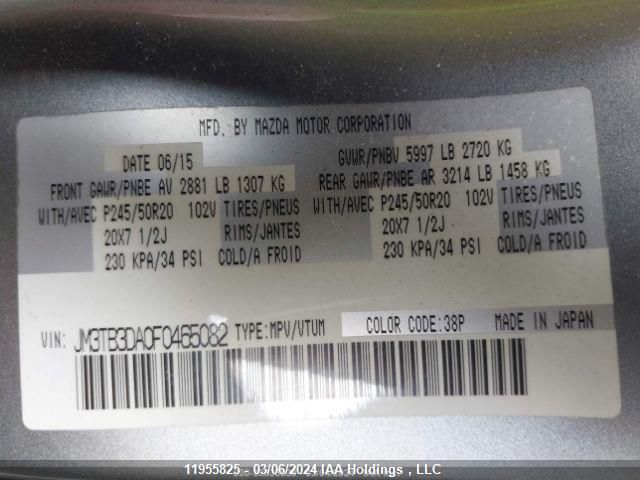 MFD. BY MAZDA MOTOR CORPORATION
DATE 06/15 GVWR/PNBV 5997 LB 2720 KG
FRONT GAWR/PNBE AV 2881 LB 1307 KG REAR GAWR/PNBE AR 3214 LB 1458 KG
WITH/AVEC P245/50R20 102V TIRES/PNEUS WITH/AVEC P245/50R20 102V TIRES/PNEUS
20X7 1/2J RIMS/JANTES 20X7 1/2J RIMS/JANTES
230 KPA/34 PSI COLD/A FROID 230 KPA/34 PSI COLD/A FROID
VIN: JM3TB3DA0F0465082 TYPE:MPV/VTUM COLOR CODE:38P MADE IN JAPAN
11955825 - 03/06/2024 IAA Holdings , LLC